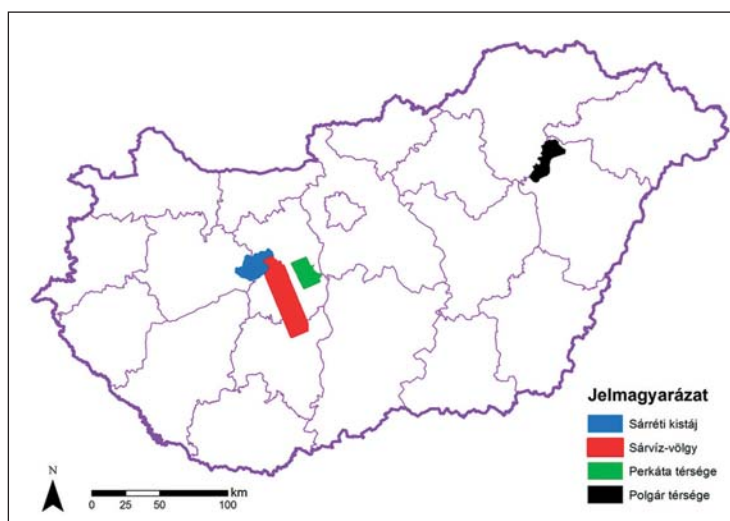 Jelmagyarázat
Sárréti kistáj
Sárvíz-völgy
Perkáta térsége
Polgár térsége
N
km
0 25 50 100